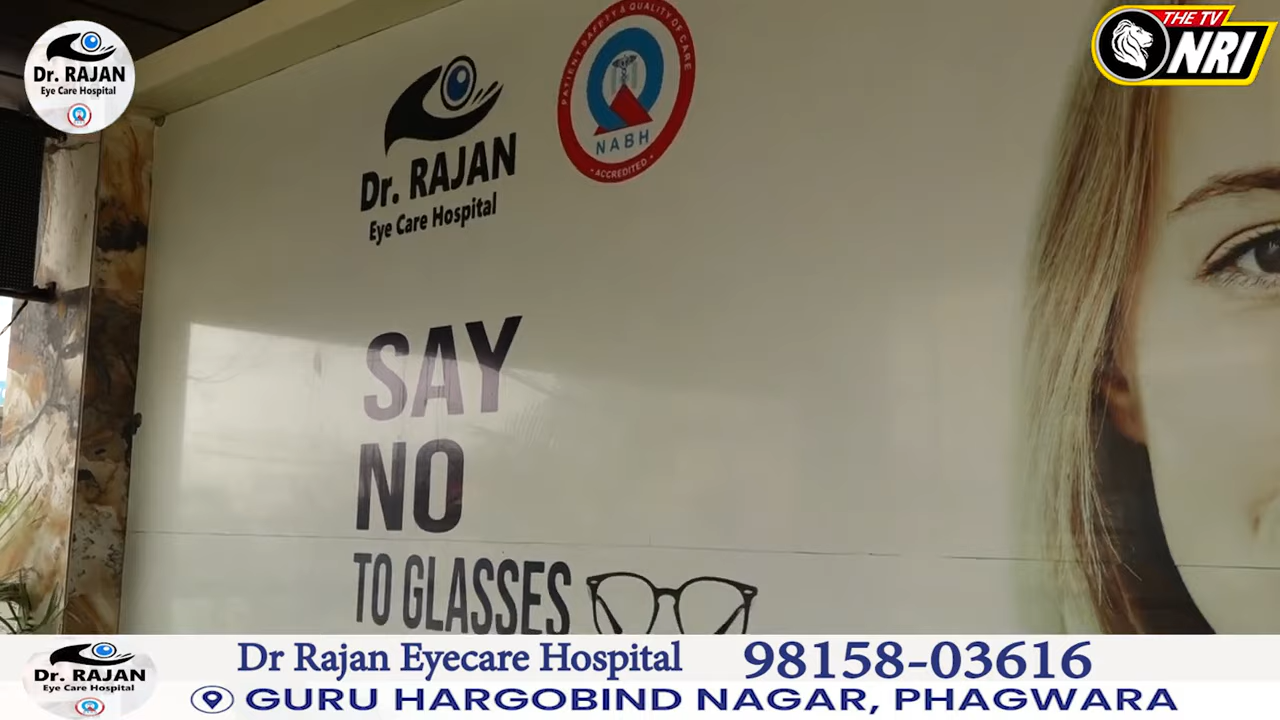 Dr. RAJAN
Eye Care Hospital
THE TV
NRI
PATIENT SAFETY & QUALITY OF CARE
NABH
ACCREDITED
Dr. RAJAN
Eye Care Hospital
SAY
NO
TO GLASSES
Dr Rajan Eyecare Hospital 98158-03616
Dr. RAJAN
Eye Care Hospital
GURU HARGOBIND NAGAR, PHAGWARA